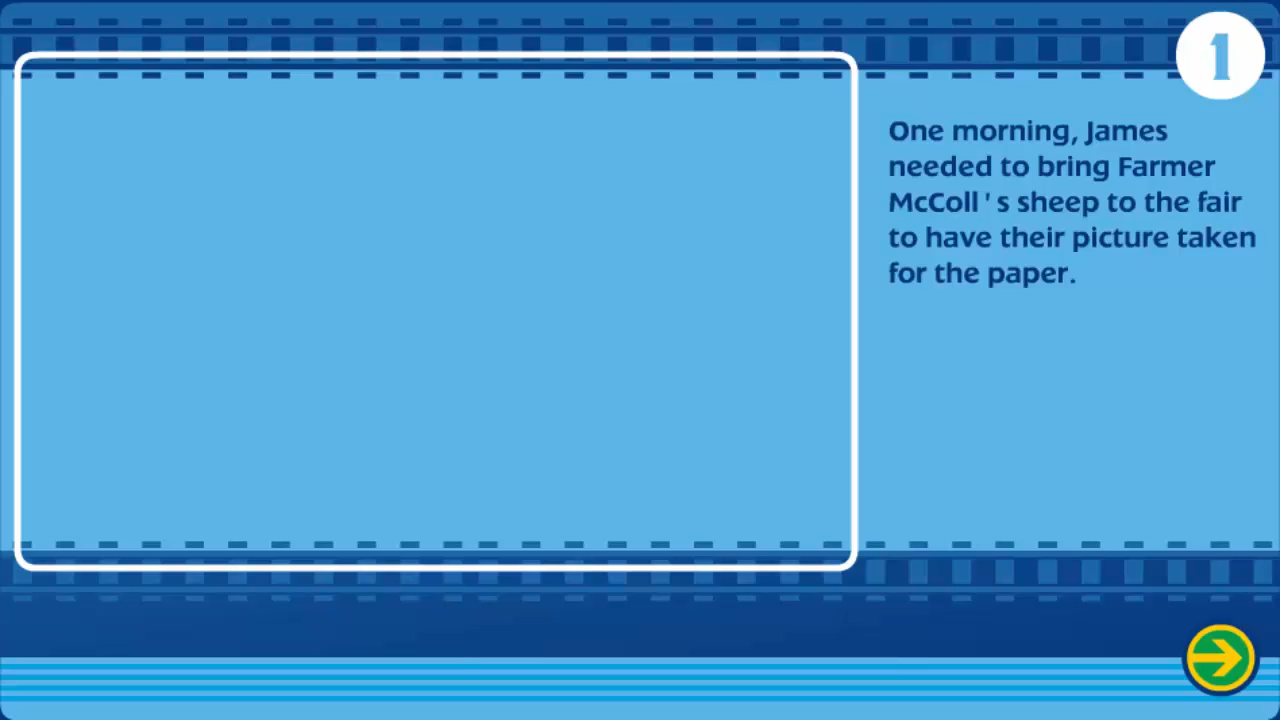 1
One morning, James
needed to bring Farmer
McColl ' s sheep to the fair
to have their picture taken
for the paper.